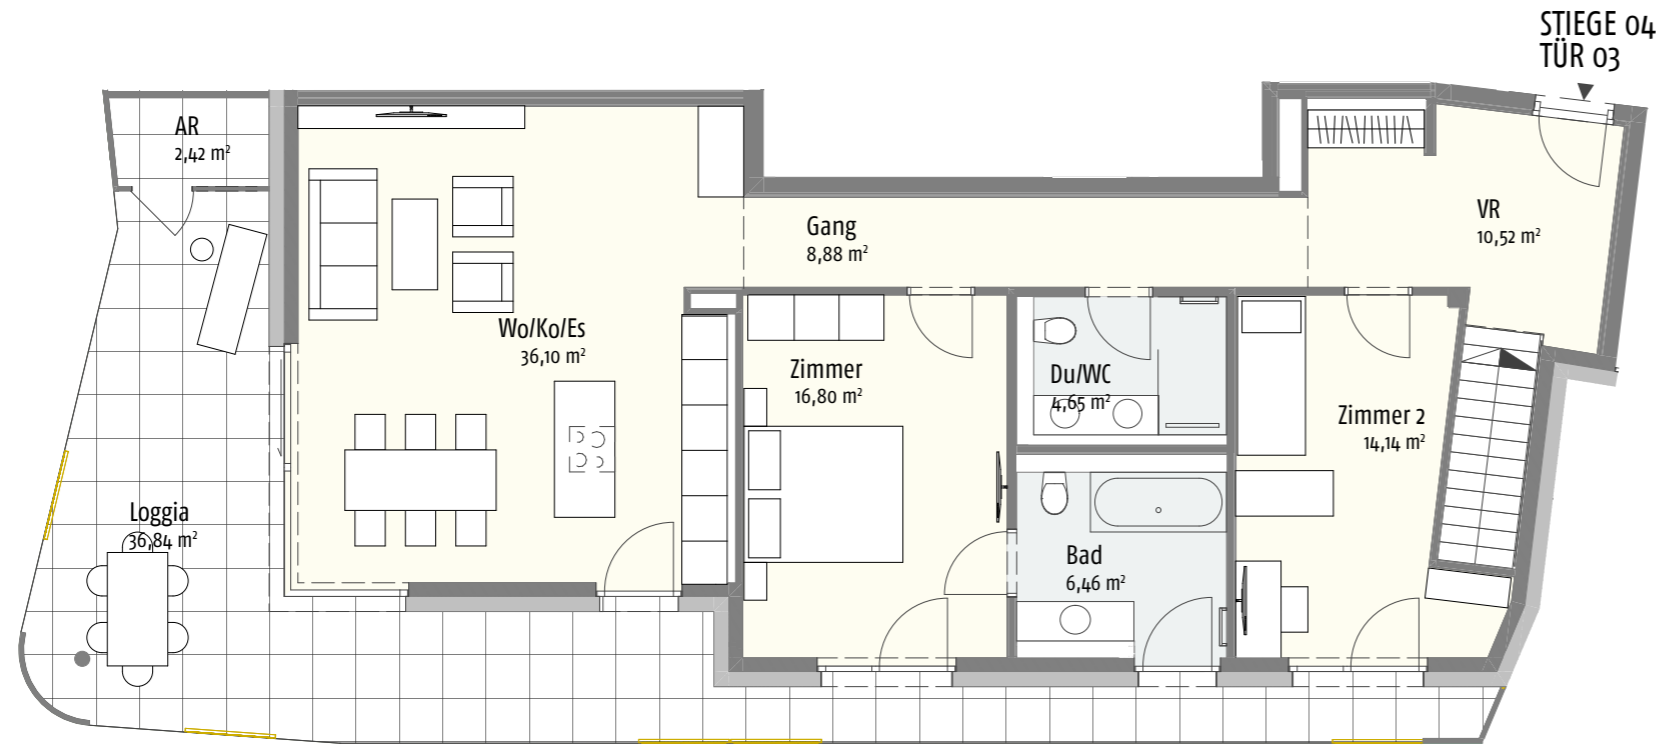 STIEGE 04
TÜR 03
AR
2,42 m²
VR
10,52 m²
Gang
8,88 m²
Wo/Ko/Es
36,10 m²
Zimmer
16,80 m²
Du/WC
4,65 m²
Zimmer 2
14,14 m²
Loggia
36,84 m²
Bad
6,46 m²